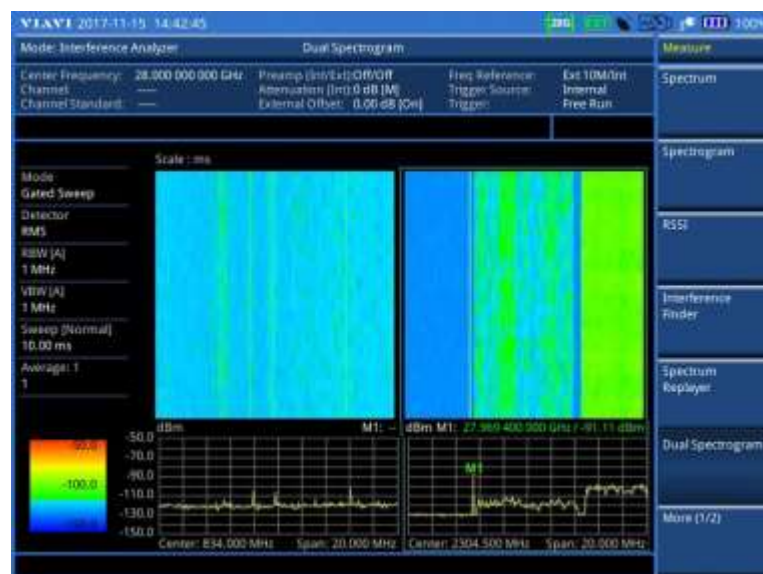 VIAVI 2017-11-15 14:42:45
100%
Mode: Interference Analyzer
Dual Spectrogram
Measure
Center Frequency: 28.000 000 000 GHz
Channel: ----
Channel Standard: ----
Preamp (Int/Ext): Off/Off
Attenuation (Int): 0 dB [M]
External Offset: 0.00 dB [On]
Freq Reference: Ext 10M/Int
Trigger Source: Internal
Trigger: Free Run
Spectrum
Spectrogram
RSSI
Interference Finder
Spectrum Replayer
Dual Spectrogram
More (1/2)
Scale : ms
Mode
Gated Sweep
Detector
RMS
RBW [A]
1 MHz
VBW [A]
1 MHz
Sweep [Normal]
10.00 ms
Average: 1
1
dBm
M1: --
dBm M1: 27.969 400 000 GHz / -91.11 dBm
-100.0
-50.0
-70.0
-90.0
-110.0
-130.0
-150.0
M1
Center: 834.000 MHz
Span: 20.000 MHz
Center: 2304.500 MHz
Span: 20.000 MHz